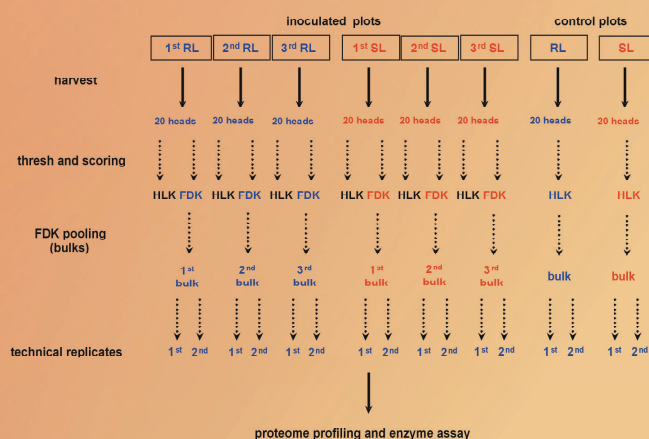 inoculated plots control plots
1st RL 2nd RL 3rd RL 1st SL 2nd SL 3rd SL RL SL
harvest
20 heads 20 heads 20 heads 20 heads 20 heads 20 heads 20 heads 20 heads
thresh and scoring
HLK FDK HLK FDK HLK FDK HLK FDK HLK FDK HLK FDK HLK HLK
FDK pooling
(bulks)
1st 2nd 3rd 1st 2nd 3rd
bulk bulk bulk bulk bulk bulk bulk bulk
technical replicates 1st 2nd 1st 2nd 1st 2nd 1st 2nd 1st 2nd 1st 2nd 1st 2nd 1st 2nd
proteome profiling and enzyme assay